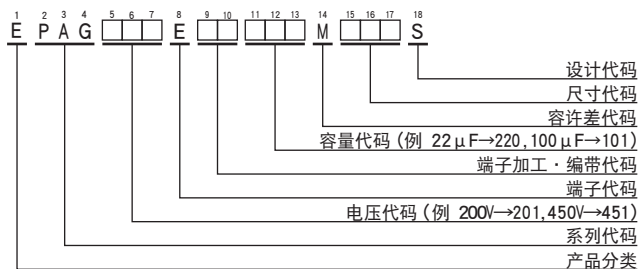 1 2 3 4 5 6 7 8 9 10 11 12 13 14 15 16 17 18
E PAG □□□ E □□ □□□ M □□□ S
设计代码
尺寸代码
容许差代码
容量代码 (例 22μF→220,100μF→101)
端子加工·编带代码
端子代码
电压代码 (例 200V→201,450V→451)
系列代码
产品分类